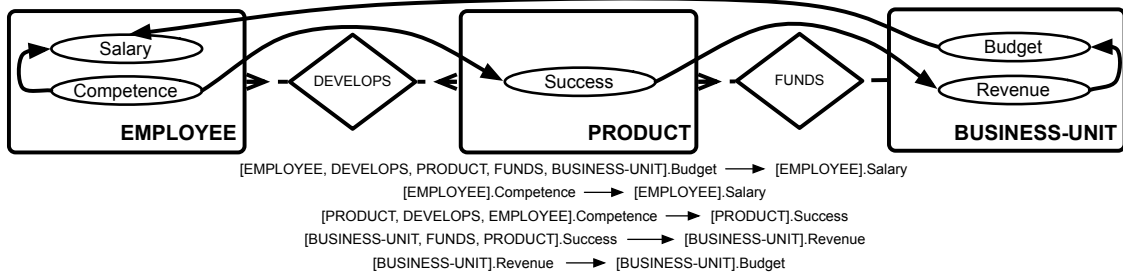 Salary
Competence
EMPLOYEE
DEVELOPS
Success
PRODUCT
FUNDS
Budget
Revenue
BUSINESS-UNIT
[EMPLOYEE, DEVELOPS, PRODUCT, FUNDS, BUSINESS-UNIT].Budget [EMPLOYEE].Salary
[EMPLOYEE].Competence [EMPLOYEE].Salary
[PRODUCT, DEVELOPS, EMPLOYEE].Competence [PRODUCT].Success
[BUSINESS-UNIT, FUNDS, PRODUCT].Success [BUSINESS-UNIT].Revenue
[BUSINESS-UNIT].Revenue [BUSINESS-UNIT].Budget